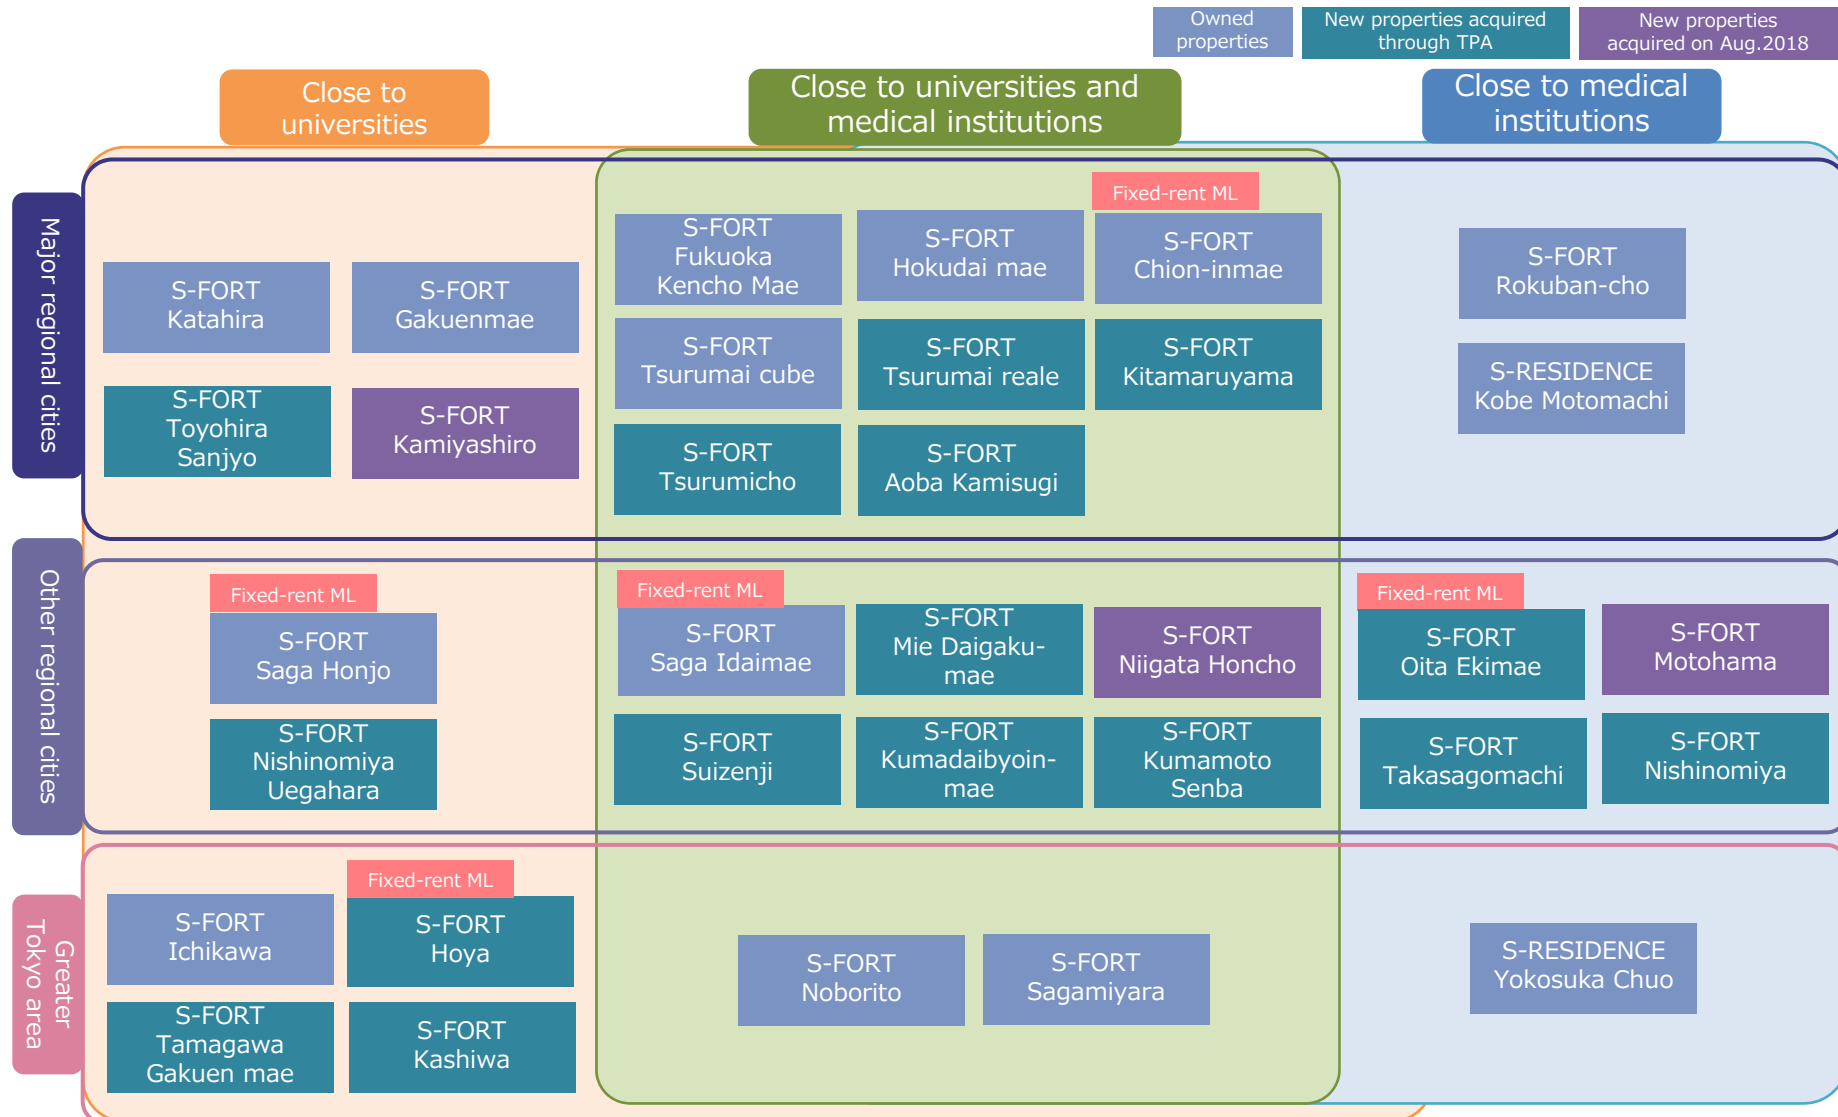 Owned
properties
New properties acquired
through TPA
New properties
acquired on Aug.2018
Close to
universities
Close to universities and
medical institutions
Close to medical
institutions
Major regional cities
Fixed-rent ML
S-FORT
Katahira
S-FORT
Gakuenmae
S-FORT
Fukuoka
Kencho Mae
S-FORT
Hokudai mae
S-FORT
Chion-inmae
S-FORT
Rokuban-cho
S-FORT
Toyohira
Sanjyo
S-FORT
Kamiyashiro
S-FORT
Tsurumai cube
S-FORT
Tsurumai reale
S-FORT
Kitamaruyama
S-RESIDENCE
Kobe Motomachi
S-FORT
Tsurumicho
S-FORT
Aoba Kamisugi
Other regional cities
Fixed-rent ML
S-FORT
Saga Honjo
Fixed-rent ML
S-FORT
Saga Idaimae
S-FORT
Mie Daigaku-
mae
S-FORT
Niigata Honcho
Fixed-rent ML
S-FORT
Oita Ekimae
S-FORT
Motohama
S-FORT
Nishinomiya
Uegahara
S-FORT
Suizenji
S-FORT
Kumadaibyoin-
mae
S-FORT
Kumamoto
Senba
S-FORT
Takasagomachi
S-FORT
Nishinomiya
Greater
Tokyo area
S-FORT
Ichikawa
Fixed-rent ML
S-FORT
Hoya
S-FORT
Noborito
S-FORT
Sagamiyara
S-RESIDENCE
Yokosuka Chuo
S-FORT
Tamagawa
Gakuen mae
S-FORT
Kashiwa